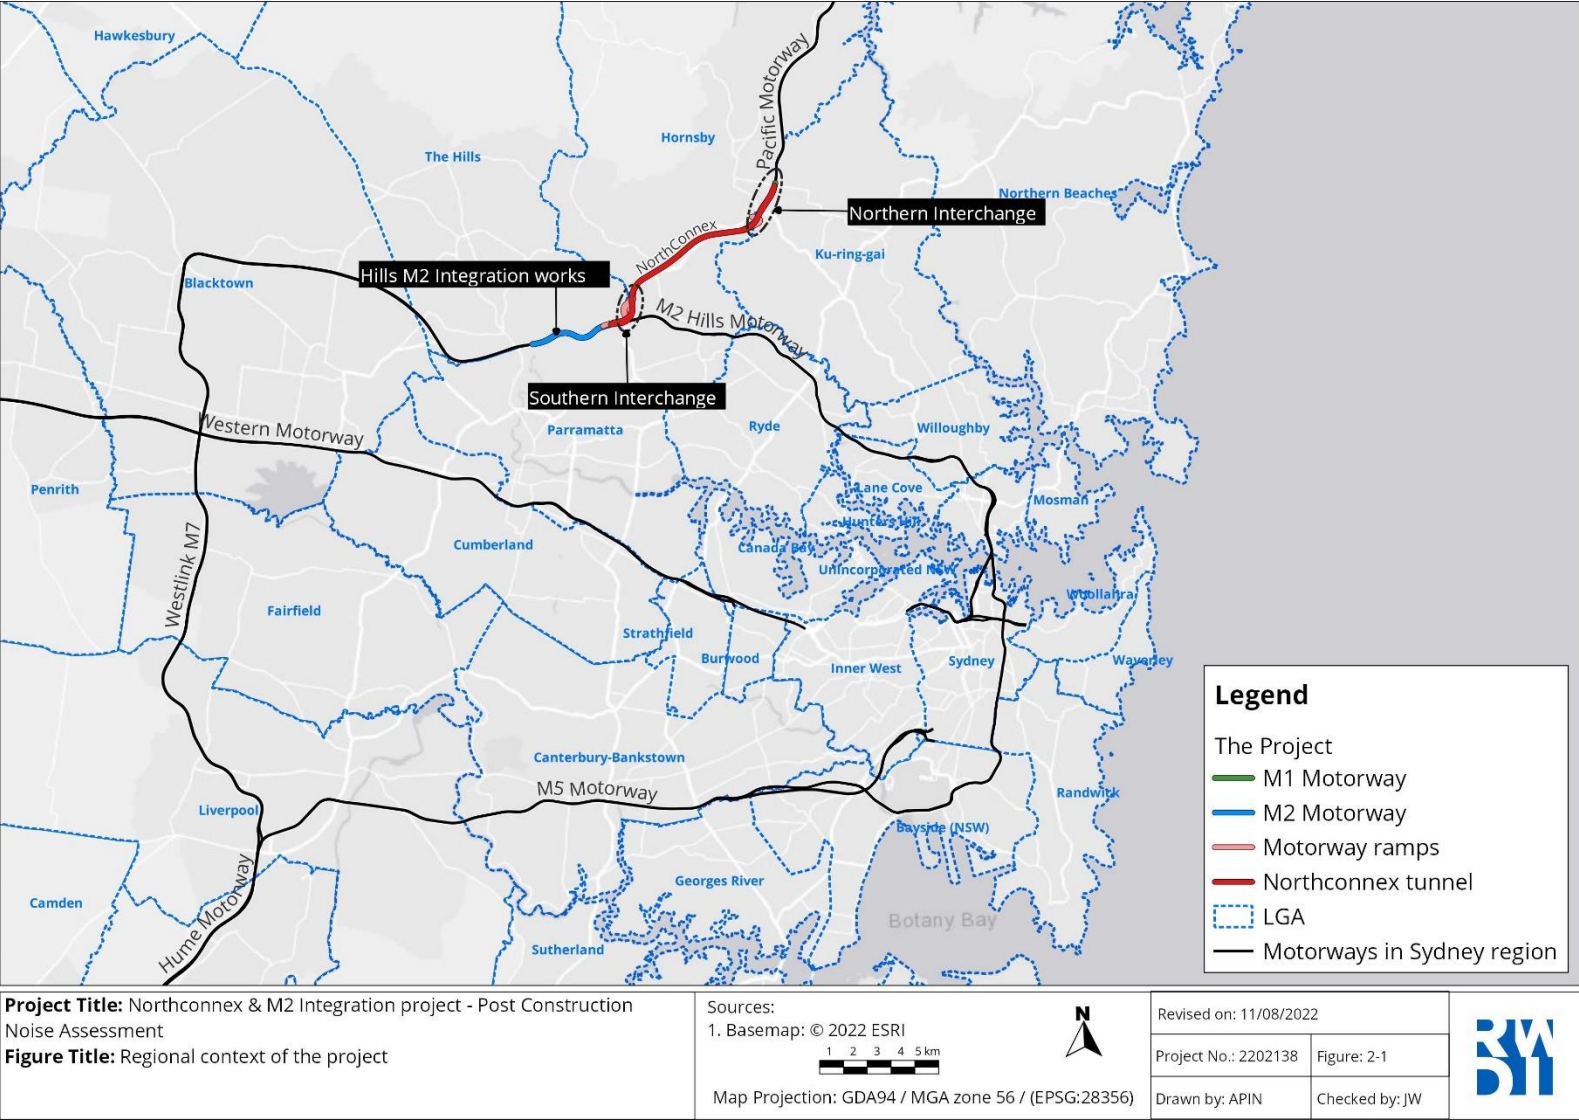 Hawkesbury
Pacific Motorway
Hornsby
The Hills
Northern Beaches
Northern Interchange
NorthConnex
Ku-ring-gai
Hills M2 Integration works
Blacktown
M2 Hills Motorway
Southern Interchange
Western Motorway
Parramatta
Ryde
Willoughby
Penrith
Lane Cove
Mosman
Hunters Hill
Westlink M7
Cumberland
Canada Bay
Unincorporated NSW
Woollahra
Fairfield
Strathfield
Burwood
Inner West
Sydney
Waverley
Canterbury-Bankstown
M5 Motorway
Liverpool
Randwick
Bayside (NSW)
Hume Motorway
Georges River
Camden
Botany Bay
Sutherland
Legend
The Project
M1 Motorway
M2 Motorway
Motorway ramps
Northconnex tunnel
LGA
Motorways in Sydney region
Project Title: Northconnex & M2 Integration project - Post Construction
Noise Assessment
Figure Title: Regional context of the project
Sources:
1. Basemap: © 2022 ESRI
1 2 3 4 5 km
N
Map Projection: GDA94 / MGA zone 56 / (EPSG:28356)
Revised on: 11/08/2022
Project No.: 2202138
Figure: 2-1
Drawn by: APIN
Checked by: JW
RWDI